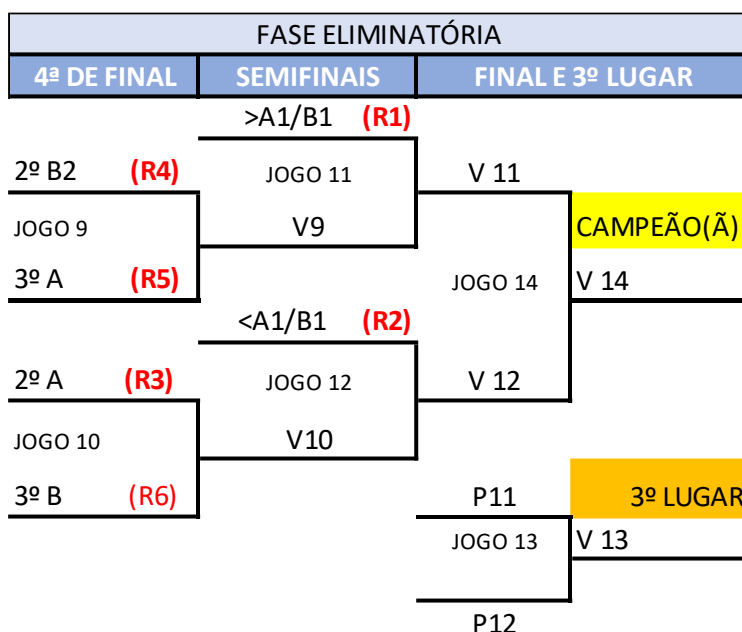 FASE ELIMINATÓRIA
4ª DE FINAL SEMIFINAIS FINAL E 3º LUGAR
>A1/B1 (R1)
2º B2 (R4) JOGO 11 V 11
JOGO 9 V9 CAMPEÃO(Ã)
3º A (R5) JOGO 14 V 14
<A1/B1 (R2)
2º A (R3) JOGO 12 V 12
JOGO 10 V10
3º B (R6) P11 3º LUGAR
JOGO 13 V 13
P12